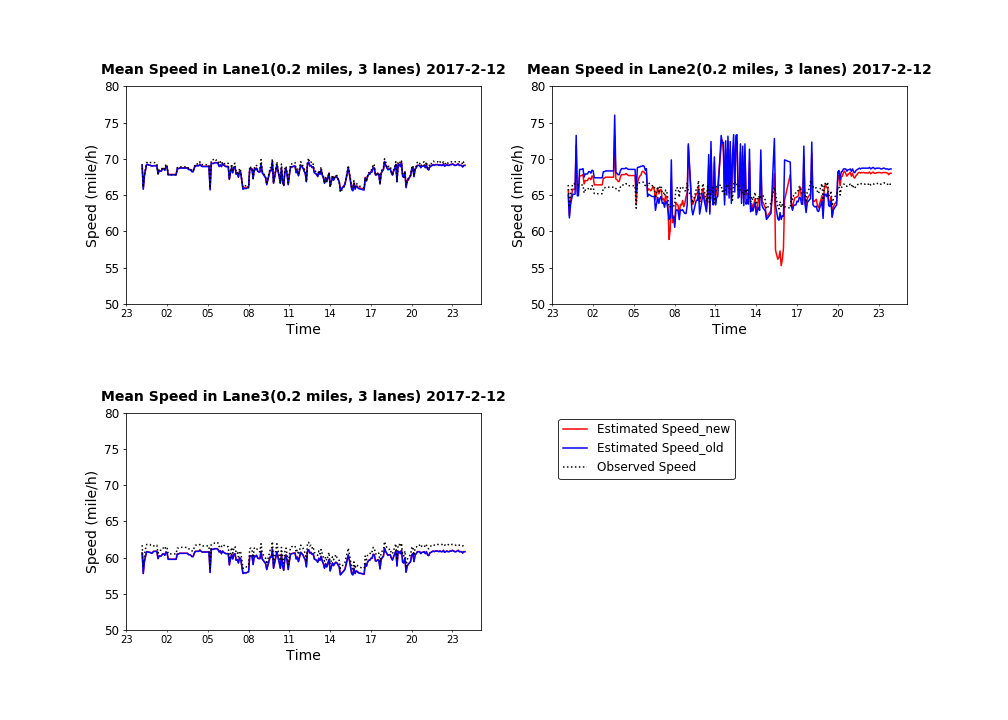 Mean Speed in Lane1(0.2 miles, 3 lanes) 2017-2-12
80
75
70
65
60
55
50
Speed (mile/h)
23 02 05 08 11 14 17 20 23
Time
Mean Speed in Lane2(0.2 miles, 3 lanes) 2017-2-12
80
75
70
65
60
55
50
Speed (mile/h)
23 02 05 08 11 14 17 20 23
Time
Mean Speed in Lane3(0.2 miles, 3 lanes) 2017-2-12
80
75
70
65
60
55
50
Speed (mile/h)
23 02 05 08 11 14 17 20 23
Time
Estimated Speed_new
Estimated Speed_old
Observed Speed